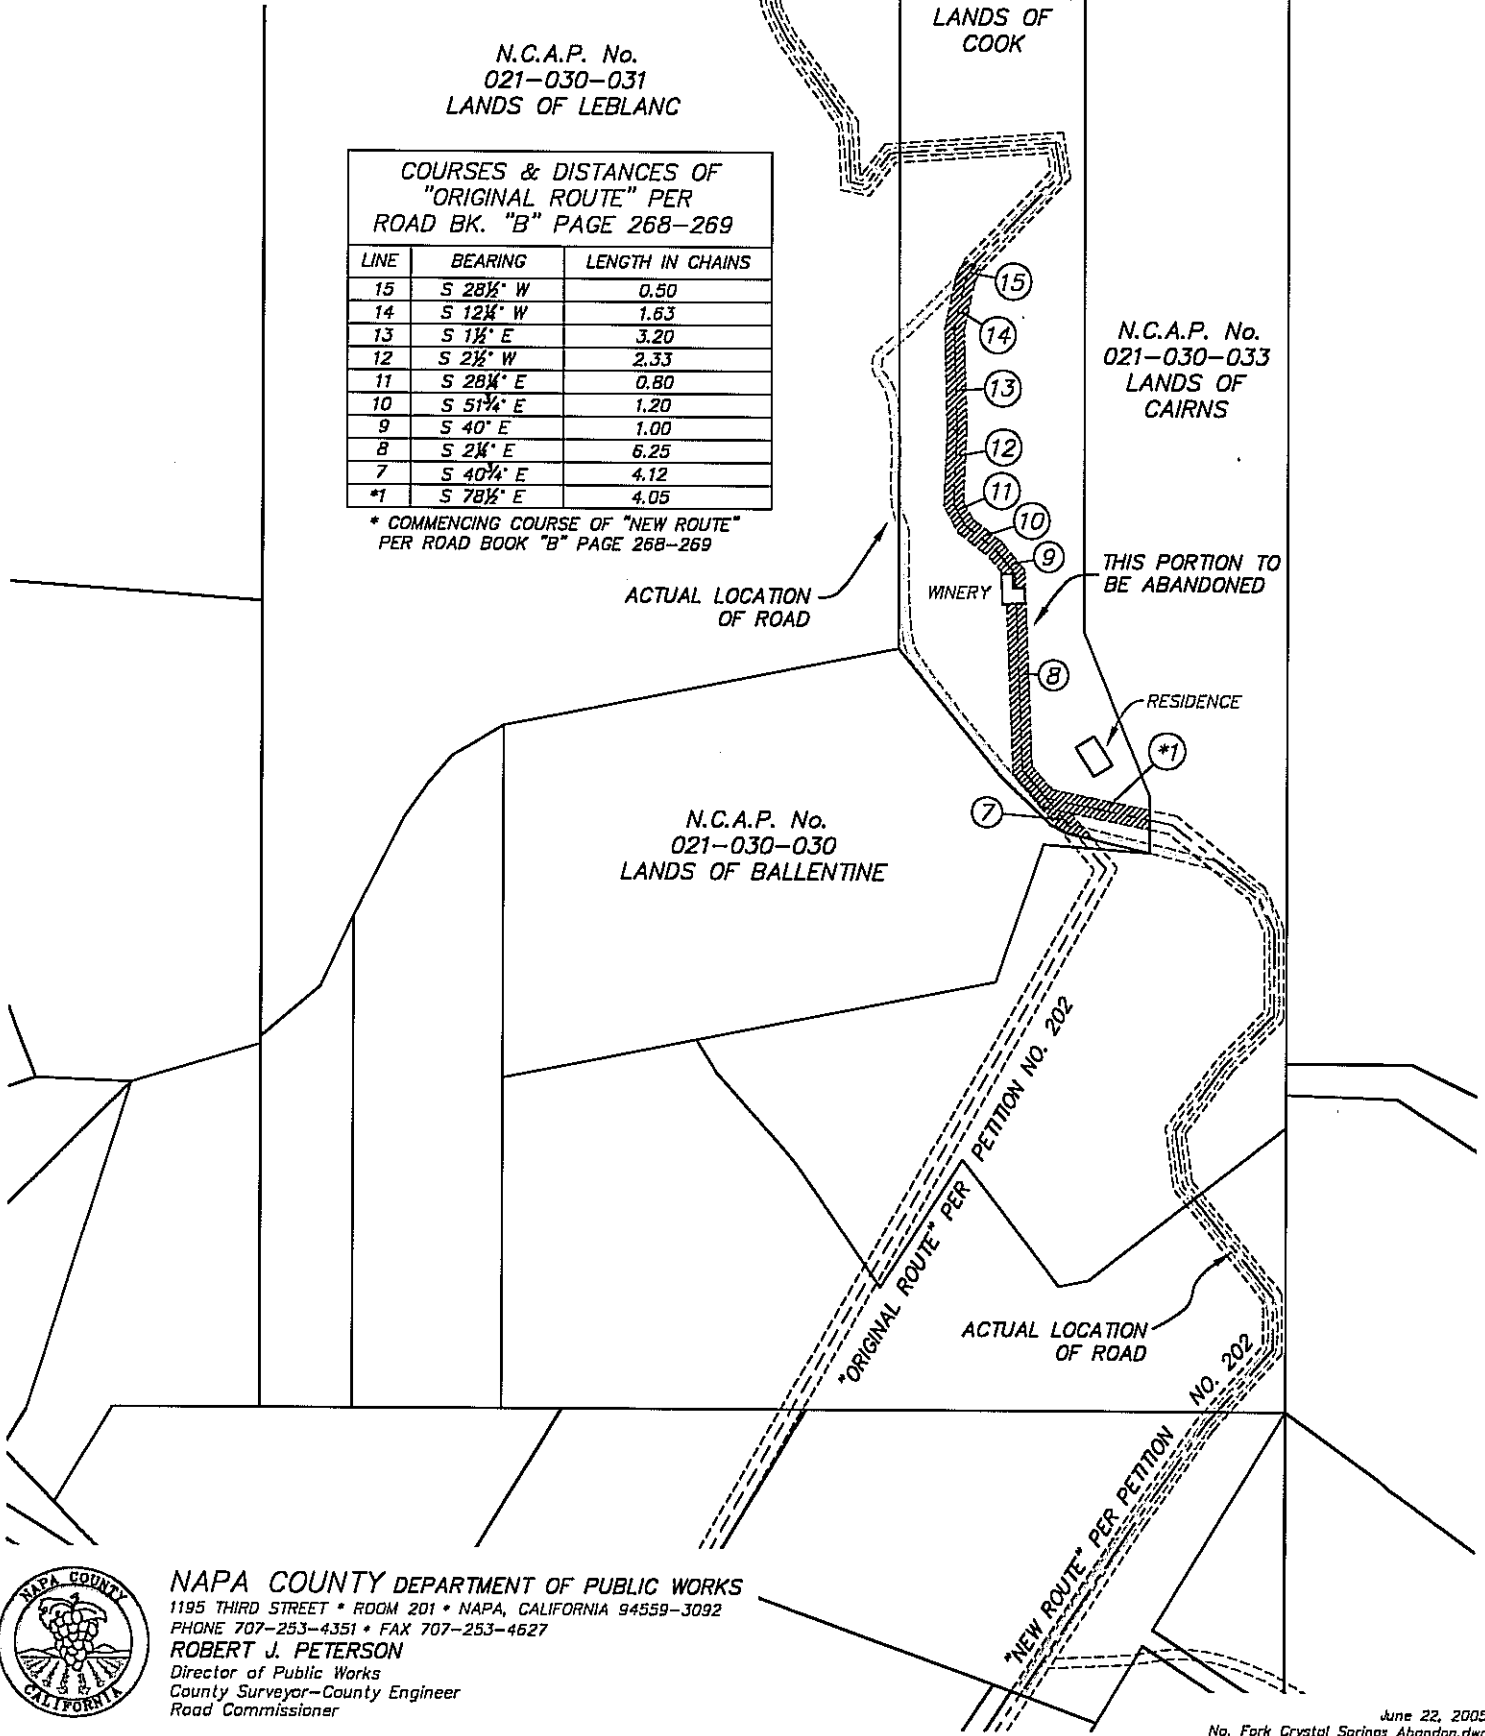 LANDS OF
COOK
N.C.A.P. No.
021-030-031
LANDS OF LEBLANC
COURSES & DISTANCES OF
"ORIGINAL ROUTE" PER
ROAD BK. "B" PAGE 268-269
LINE BEARING LENGTH IN CHAINS
15 S 28½° W 0.50
14 S 12¼° W 1.63
13 S 1½° E 3.20
12 S 2½° W 2.33
11 S 28¼° E 0.80
10 S 51¾° E 1.20
9 S 40° E 1.00
8 S 2¼° E 6.25
7 S 40¾° E 4.12
*1 S 78½° E 4.05
* COMMENCING COURSE OF "NEW ROUTE"
PER ROAD BOOK "B" PAGE 268-269
15
14
13
12
11
10
9
8
*1
7
N.C.A.P. No.
021-030-033
LANDS OF
CAIRNS
ACTUAL LOCATION
OF ROAD
WINERY
THIS PORTION TO
BE ABANDONED
RESIDENCE
N.C.A.P. No.
021-030-030
LANDS OF BALLENTINE
"ORIGINAL ROUTE" PER PETITION NO. 202
ACTUAL LOCATION
OF ROAD
"NEW ROUTE" PER PETITION NO. 202
NAPA COUNTY
CALIFORNIA
NAPA COUNTY DEPARTMENT OF PUBLIC WORKS
1195 THIRD STREET * ROOM 201 * NAPA, CALIFORNIA 94559-3092
PHONE 707-253-4351 * FAX 707-253-4627
ROBERT J. PETERSON
Director of Public Works
County Surveyor-County Engineer
Road Commissioner
June 22, 2005
No. Fork Crystal Springs Abandon.dwg